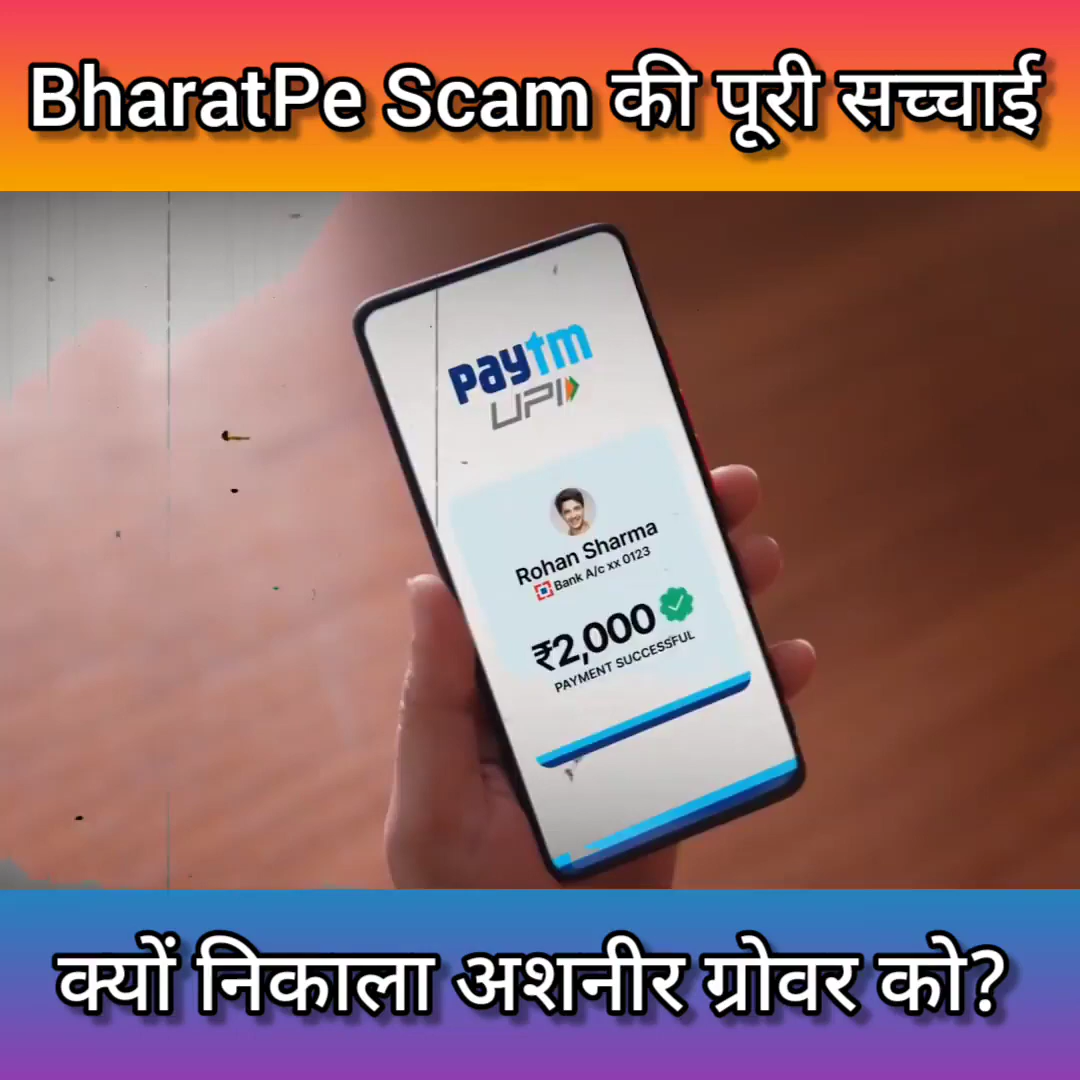 BharatPe Scam की पूरी सच्चाई
paytm
UPI
Rohan Sharma
Bank A/c xx 0123
₹2,000
PAYMENT SUCCESSFUL
क्यों निकाला अशनीर ग्रोवर को?